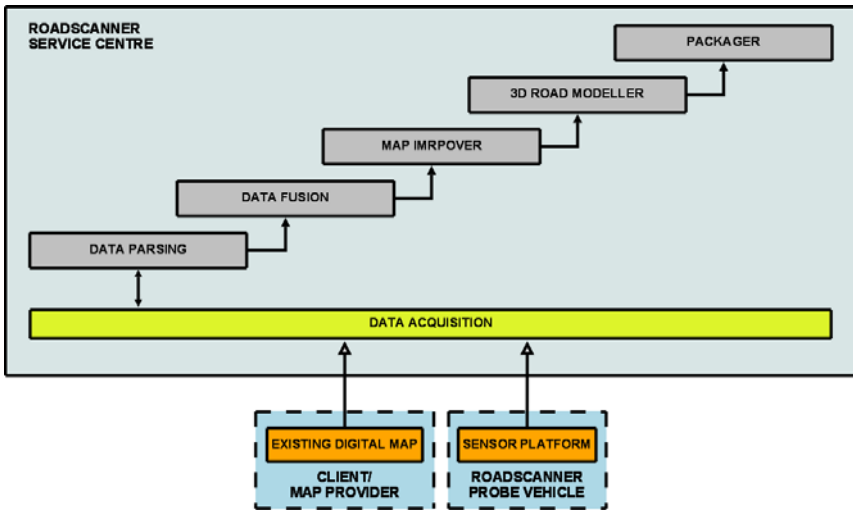 ROADSCANNER
SERVICE CENTRE
PACKAGER
3D ROAD MODELLER
MAP IMRPOVER
DATA FUSION
DATA PARSING
DATA ACQUISITION
EXISTING DIGITAL MAP
CLIENT/
MAP PROVIDER
SENSOR PLATFORM
ROADSCANNER
PROBE VEHICLE